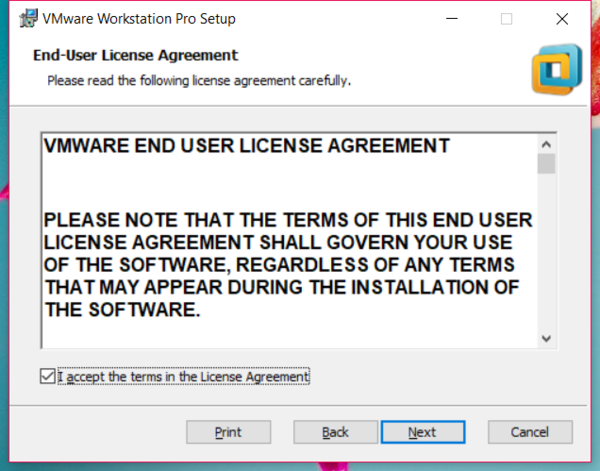 VMware Workstation Pro Setup
End-User License Agreement
Please read the following license agreement carefully.
VMWARE END USER LICENSE AGREEMENT
PLEASE NOTE THAT THE TERMS OF THIS END USER
LICENSE AGREEMENT SHALL GOVERN YOUR USE
OF THE SOFTWARE, REGARDLESS OF ANY TERMS
THAT MAY APPEAR DURING THE INSTALLATION OF
THE SOFTWARE.
I accept the terms in the License Agreement
Print Back Next Cancel